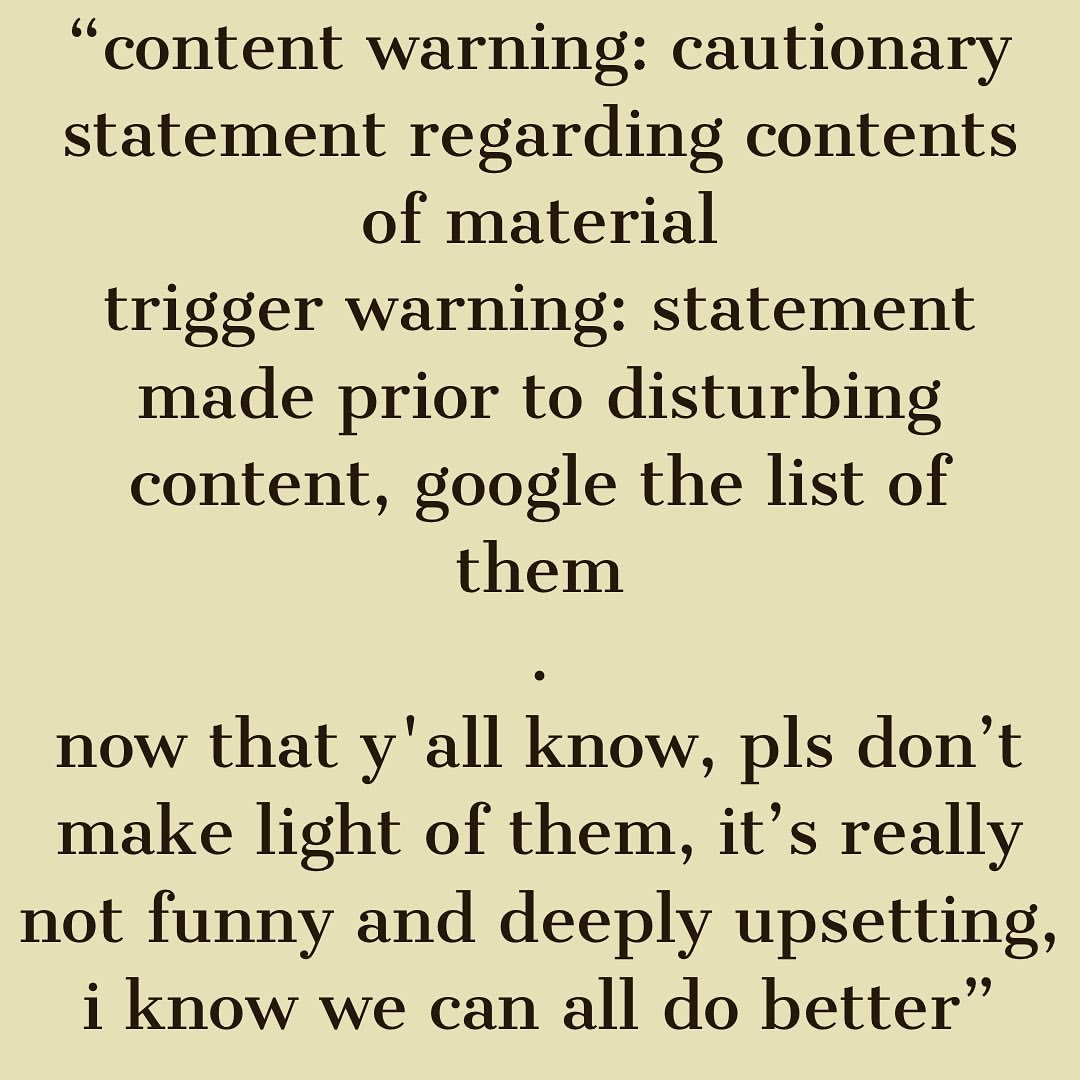 “content warning: cautionary
statement regarding contents
of material
trigger warning: statement
made prior to disturbing
content, google the list of
them
.
now that y'all know, pls don’t
make light of them, it’s really
not funny and deeply upsetting,
i know we can all do better”